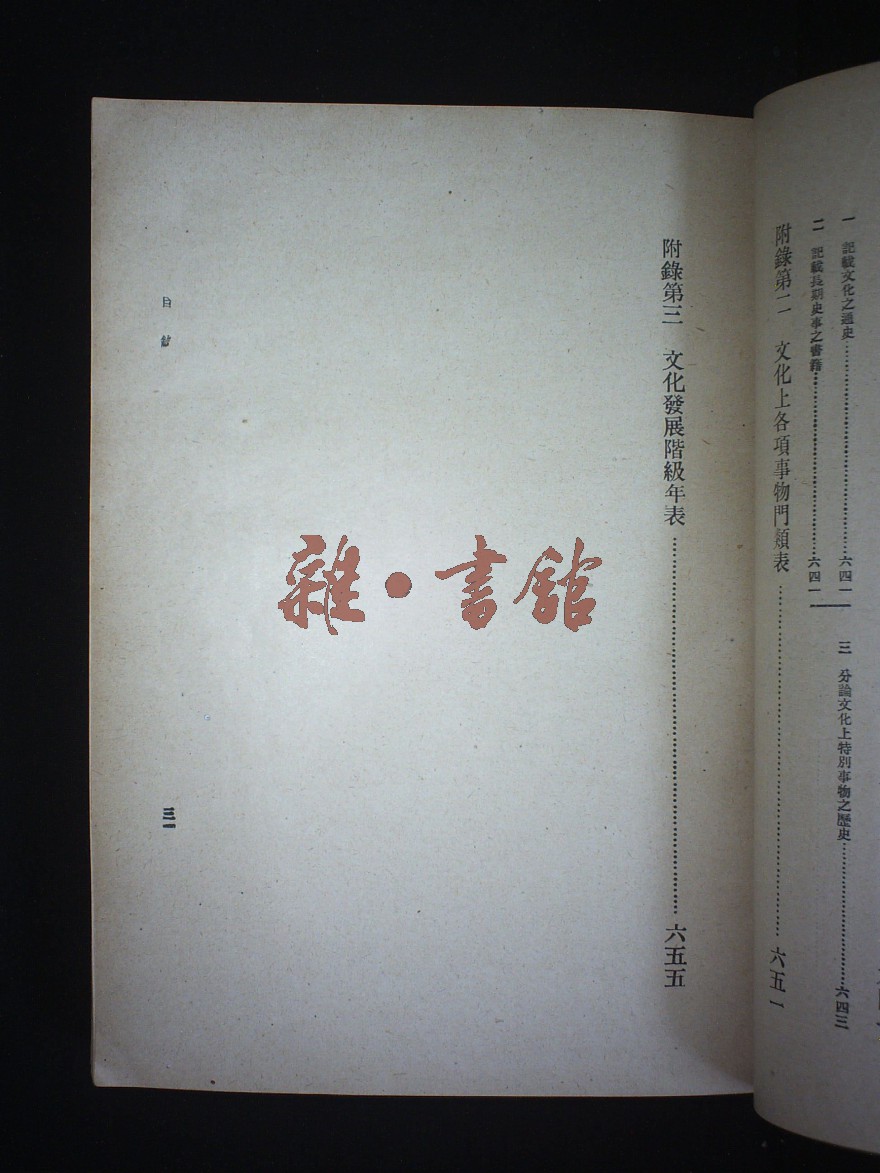 一　記載文化之通史……六四一
二　記載長期史事之書籍……六四一
三　分論文化上特別事物之歷史……六四三
附錄第二　文化上各項事物門類表……六五一
附錄第三　文化發展階級年表……六五五
目錄
三一
雜·書館